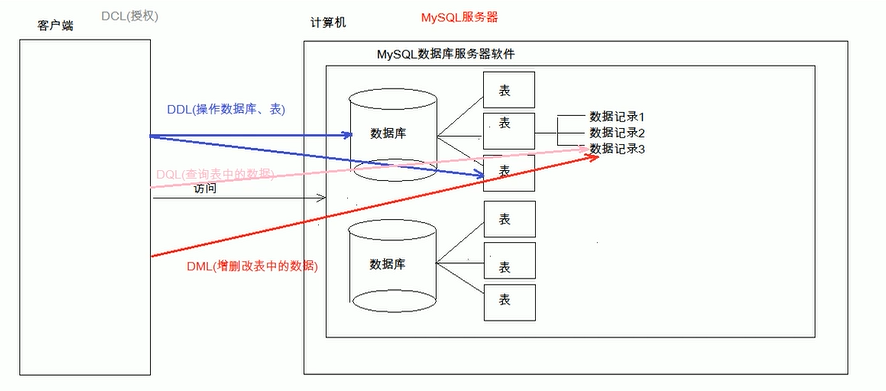 DCL(授权)
客户端
计算机
MySQL服务器
MySQL数据库服务器软件
DDL(操作数据库、表)
数据库
表
表
表
数据记录1
数据记录2
数据记录3
DQL(查询表中的数据)
访问
DML(增删改表中的数据)
数据库
表
表
表